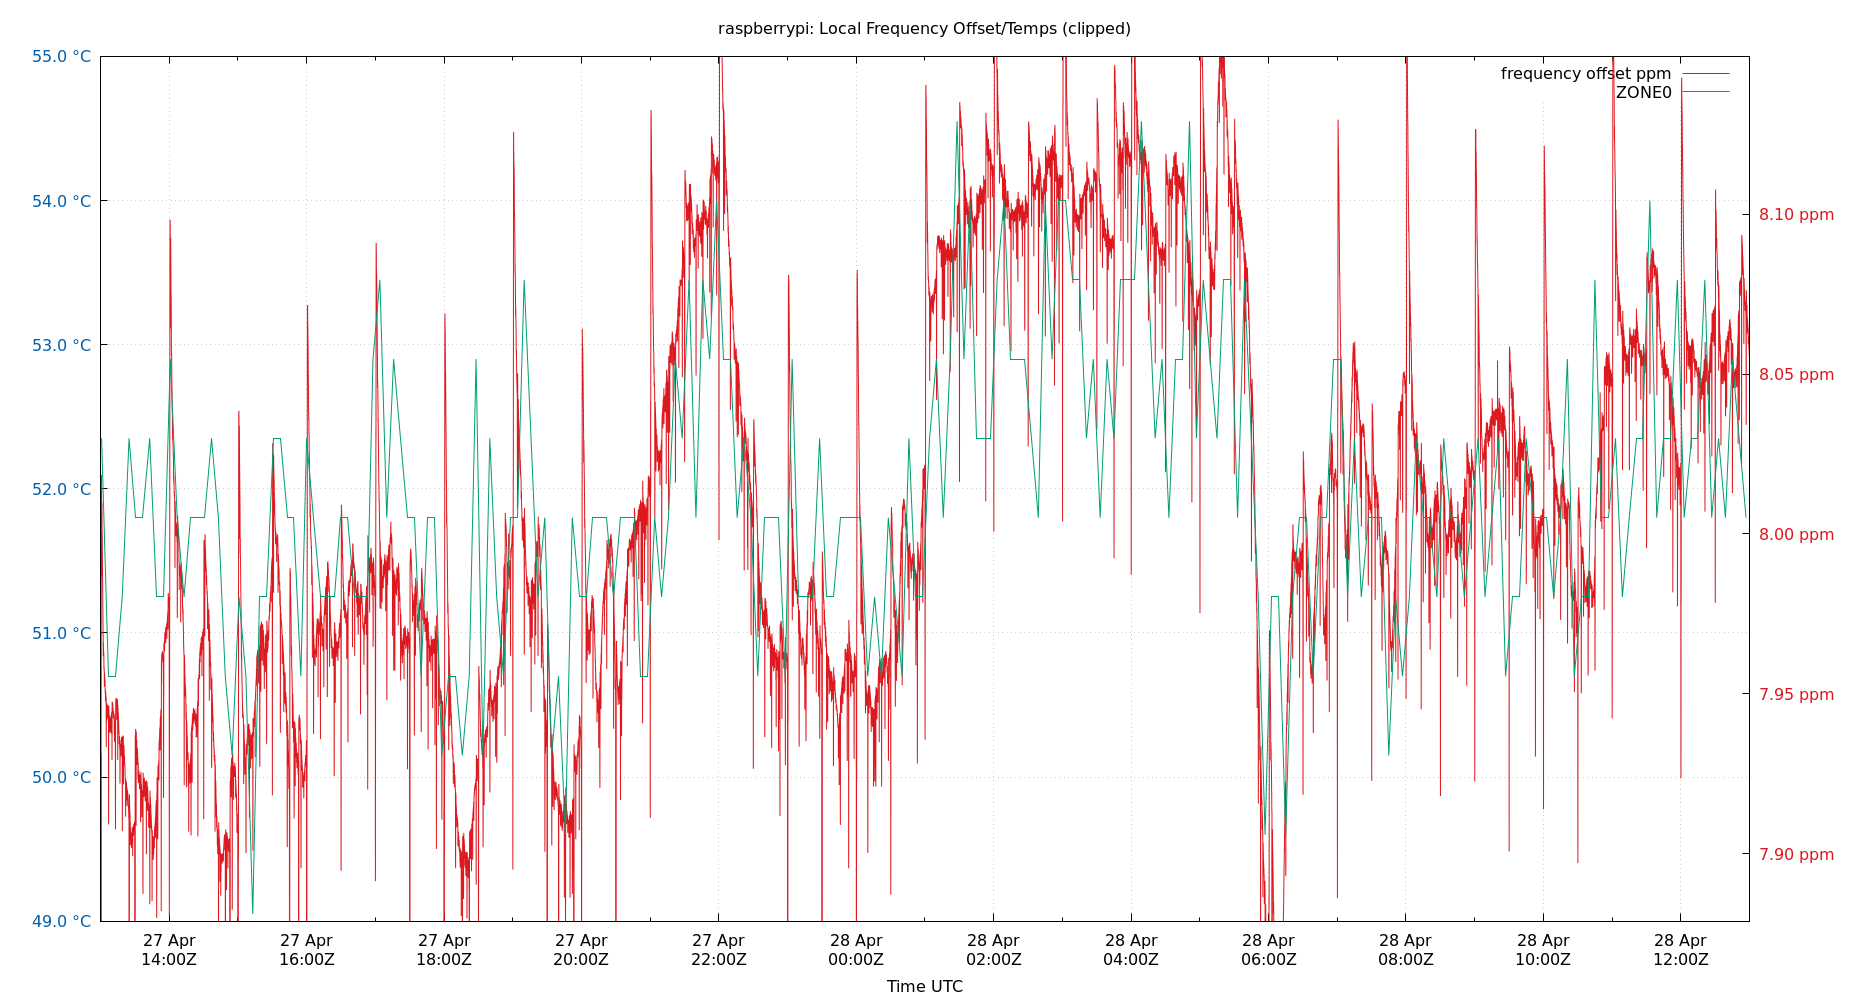 raspberrypi: Local Frequency Offset/Temps (clipped)
55.0 °C
54.0 °C
53.0 °C
52.0 °C
51.0 °C
50.0 °C
49.0 °C
frequency offset ppm
ZONE0
8.10 ppm
8.05 ppm
8.00 ppm
7.95 ppm
7.90 ppm
27 Apr
14:00Z
27 Apr
16:00Z
27 Apr
18:00Z
27 Apr
20:00Z
27 Apr
22:00Z
28 Apr
00:00Z
28 Apr
02:00Z
28 Apr
04:00Z
28 Apr
06:00Z
28 Apr
08:00Z
28 Apr
10:00Z
28 Apr
12:00Z
Time UTC